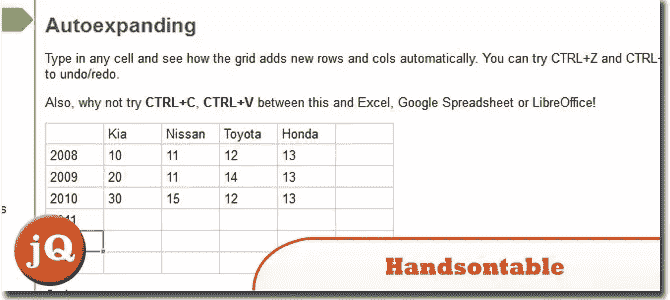 Autoexpanding
Type in any cell and see how the grid adds new rows and cols automatically. You can try CTRL+Z and CTRL+
to undo/redo.
Also, why not try CTRL+C, CTRL+V between this and Excel, Google Spreadsheet or LibreOffice!
Kia Nissan Toyota Honda
2008 10 11 12 13
2009 20 11 14 13
2010 30 15 12 13
s
jQ
Handsontable